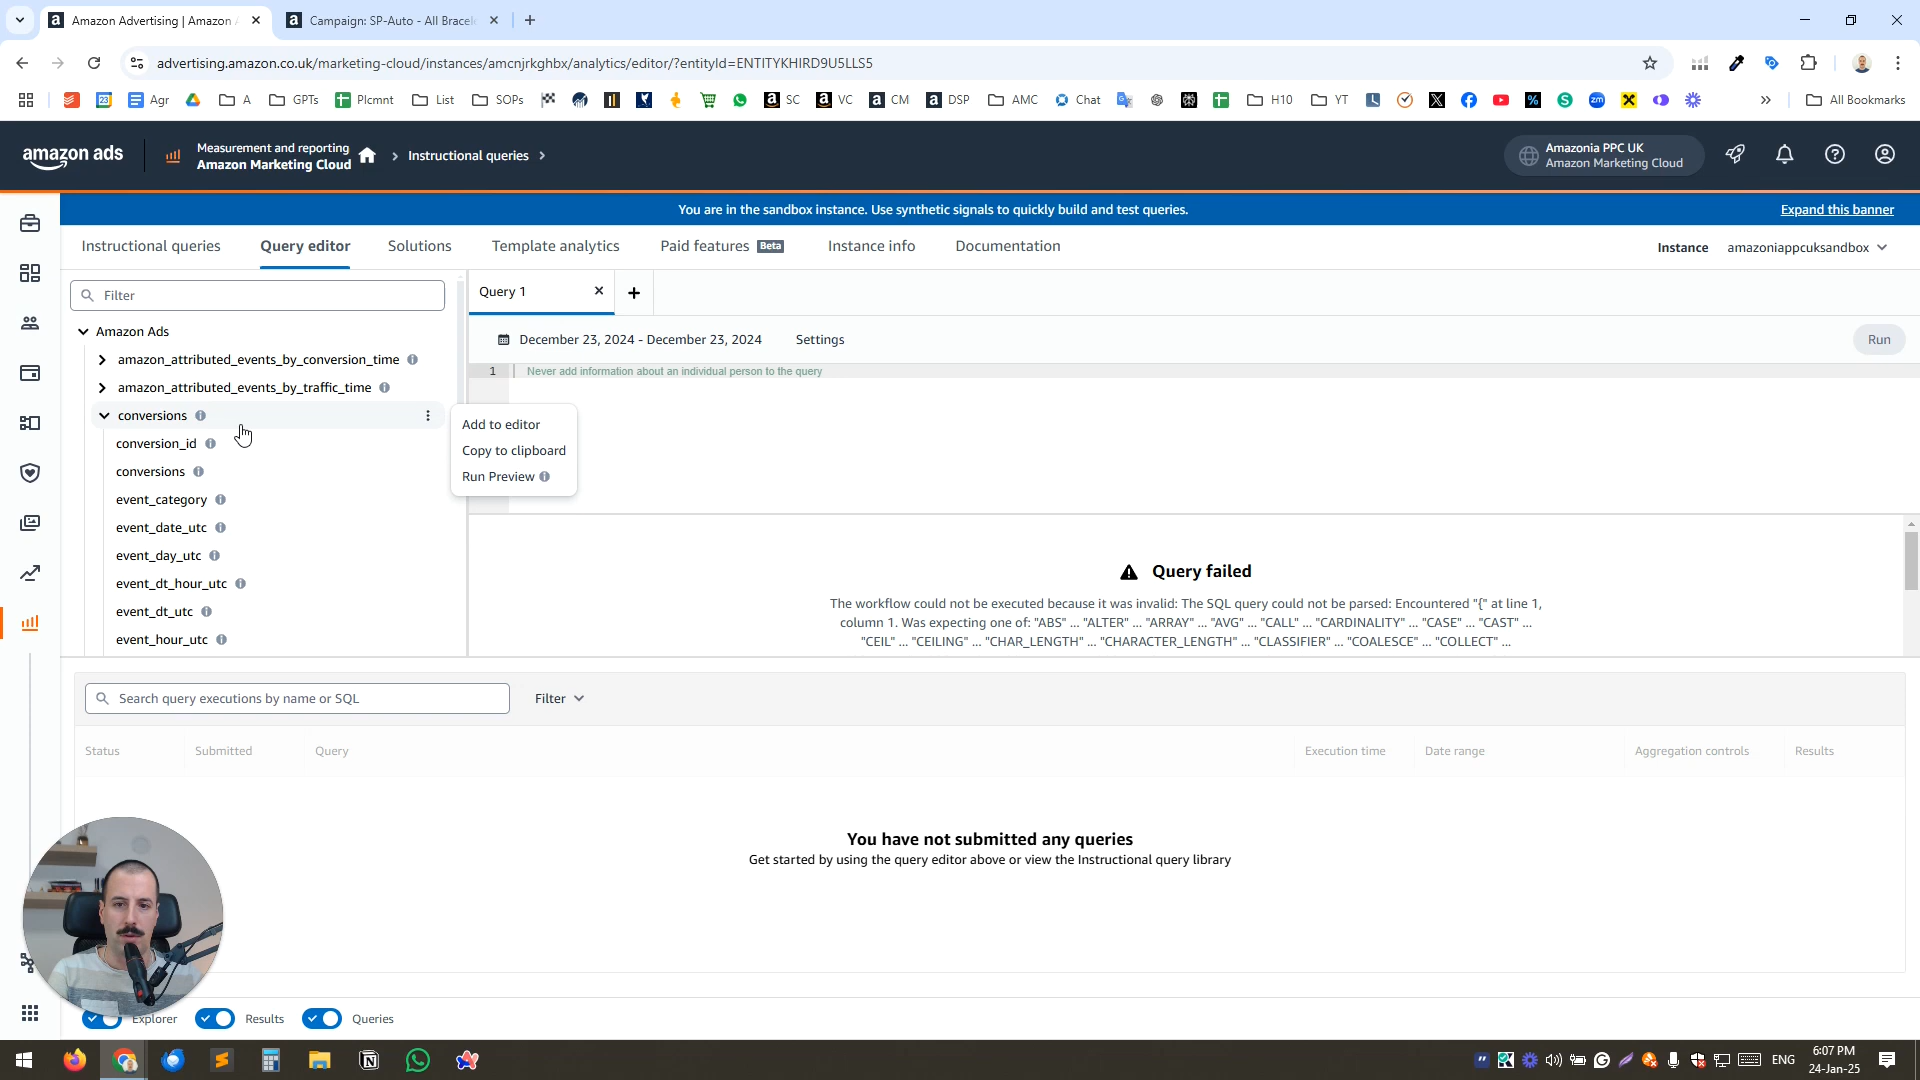 Amazon Advertising | Amazon A
Campaign: SP-Auto - All Bracele
advertising.amazon.co.uk/marketing-cloud/instances/amcnjrkghbx/analytics/editor/?entityId=ENTITYKHIRD9U5LLS5
Agr
A
GPTs
Plcmnt
List
SOPs
SC
VC
CM
DSP
AMC
Chat
H10
YT
All Bookmarks
amazon ads
Measurement and reporting
Amazon Marketing Cloud
Instructional queries
Amazonia PPC UK
Amazon Marketing Cloud
You are in the sandbox instance. Use synthetic signals to quickly build and test queries.
Expand this banner
Instructional queries
Query editor
Solutions
Template analytics
Paid features Beta
Instance info
Documentation
Instance amazoniappcuksandbox
Filter
Query 1
Amazon Ads
December 23, 2024 - December 23, 2024
Settings
Run
amazon_attributed_events_by_conversion_time
1 Never add information about an individual person to the query
amazon_attributed_events_by_traffic_time
conversions
conversion_id
conversions
event_category
event_date_utc
event_day_utc
event_dt_hour_utc
event_dt_utc
event_hour_utc
Add to editor
Copy to clipboard
Run Preview
Query failed
The workflow could not be executed because it was invalid: The SQL query could not be parsed: Encountered "{" at line 1,
column 1. Was expecting one of: "ABS" ... "ALTER" ... "ARRAY" ... "AVG" ... "CALL" ... "CARDINALITY" ... "CASE" ... "CAST" ...
"CEIL" ... "CEILING" ... "CHAR_LENGTH" ... "CHARACTER_LENGTH" ... "CLASSIFIER" ... "COALESCE" ... "COLLECT" ...
Search query executions by name or SQL
Filter
Status
Submitted
Query
Execution time
Date range
Aggregation controls
Results
You have not submitted any queries
Get started by using the query editor above or view the Instructional query library
Explorer
Results
Queries
ENG
6:07 PM
24-Jan-25